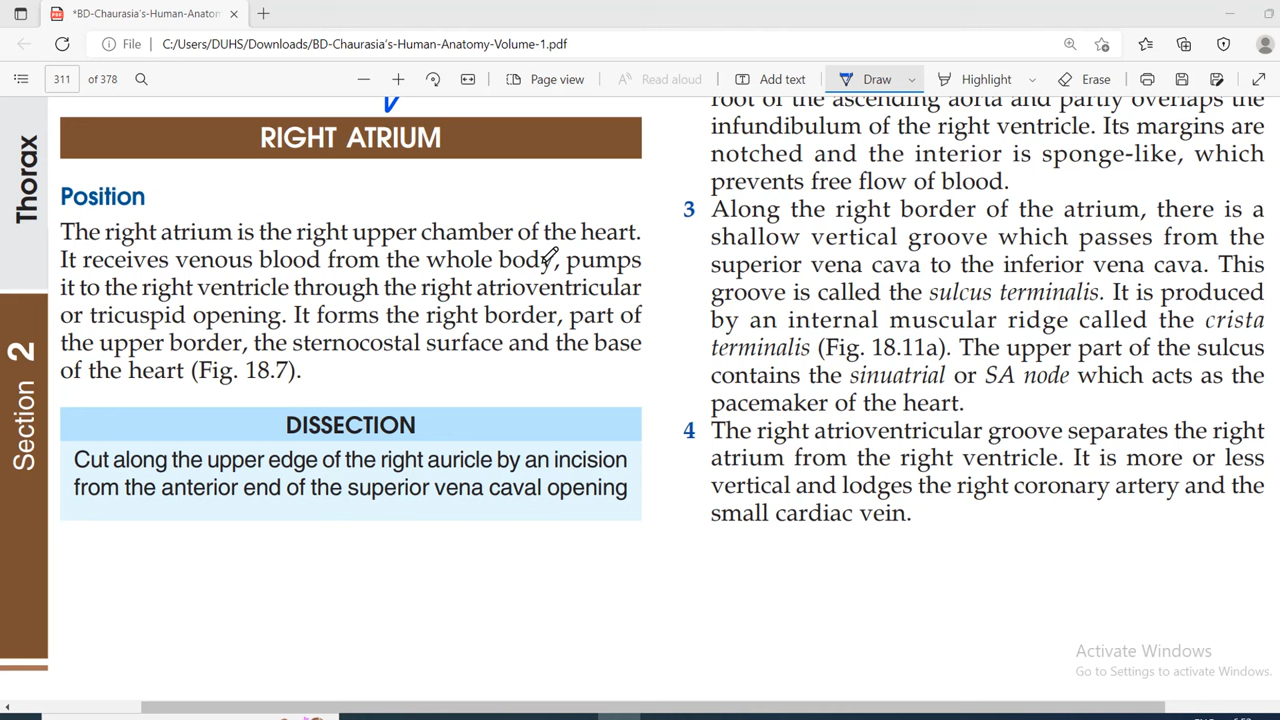 *BD-Chaurasia's-Human-Anatom
File
C:/Users/DUHS/Downloads/BD-Chaurasia's-Human-Anatomy-Volume-1.pdf
311 of 378
Page view
Read aloud
Add text
Draw
Highlight
Erase
Thorax
Section 2
RIGHT ATRIUM
Position
The right atrium is the right upper chamber of the heart.
It receives venous blood from the whole body, pumps
it to the right ventricle through the right atrioventricular
or tricuspid opening. It forms the right border, part of
the upper border, the sternocostal surface and the base
of the heart (Fig. 18.7).
DISSECTION
Cut along the upper edge of the right auricle by an incision
from the anterior end of the superior vena caval opening
root of the ascending aorta and partly overlaps the
infundibulum of the right ventricle. Its margins are
notched and the interior is sponge-like, which
prevents free flow of blood.
3 Along the right border of the atrium, there is a
shallow vertical groove which passes from the
superior vena cava to the inferior vena cava. This
groove is called the sulcus terminalis. It is produced
by an internal muscular ridge called the crista
terminalis (Fig. 18.11a). The upper part of the sulcus
contains the sinuatrial or SA node which acts as the
pacemaker of the heart.
4 The right atrioventricular groove separates the right
atrium from the right ventricle. It is more or less
vertical and lodges the right coronary artery and the
small cardiac vein.
Activate Windows
Go to Settings to activate Windows.